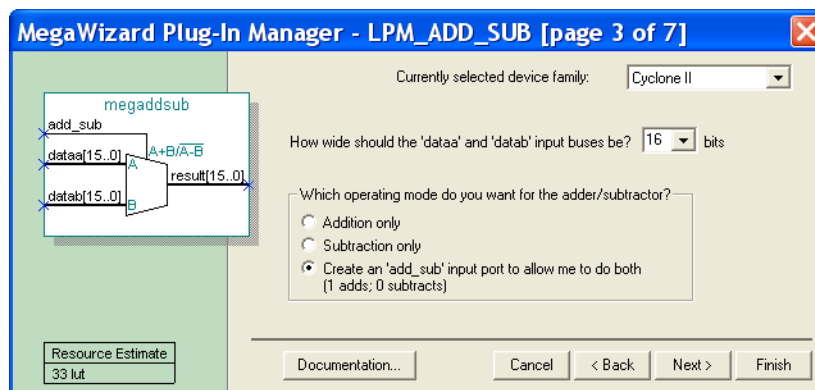 MegaWizard Plug-In Manager - LPM_ADD_SUB [page 3 of 7]
Currently selected device family:
Cyclone II
megaddsub
add_sub
A+B/A-B
dataa[15..0]
A
result[15..0]
datab[15..0]
B
How wide should the 'dataa' and 'datab' input buses be?
16
bits
Which operating mode do you want for the adder/subtractor?
Addition only
Subtraction only
Create an 'add_sub' input port to allow me to do both
(1 adds; 0 subtracts)
Resource Estimate
33 lut
Documentation...
Cancel
< Back
Next >
Finish